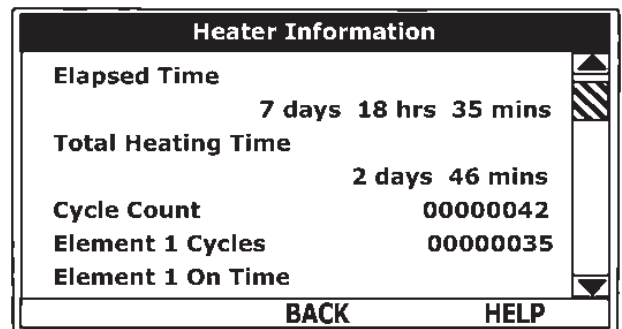 Heater Information
Elapsed Time
7 days 18 hrs 35 mins
Total Heating Time
2 days 46 mins
Cycle Count 00000042
Element 1 Cycles 00000035
Element 1 On Time
BACK HELP